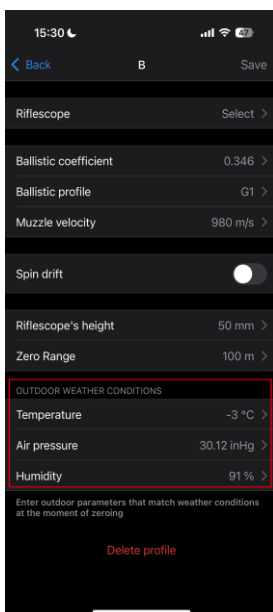 15:30
47
Back
B
Save
Riflescope
Select
Ballistic coefficient
0.346
Ballistic profile
G1
Muzzle velocity
980 m/s
Spin drift
Riflescope's height
50 mm
Zero Range
100 m
OUTDOOR WEATHER CONDITIONS
Temperature
-3 °C
Air pressure
30.12 inHg
Humidity
91 %
Enter outdoor parameters that match weather conditions
at the moment of zeroing
Delete profile